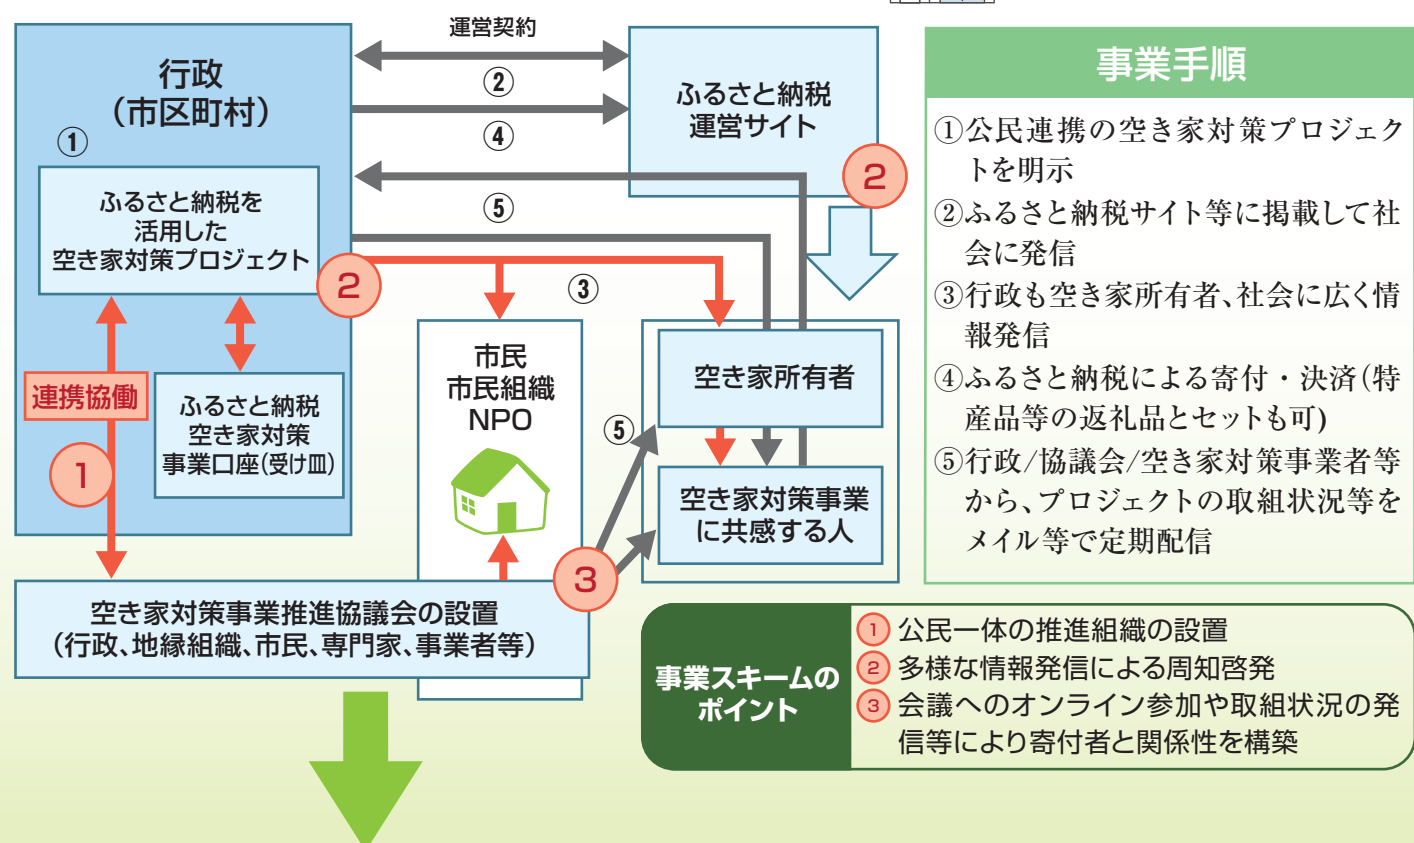 運営契約
②
④
⑤
行政
（市区町村）
①
ふるさと納税を
活用した
空き家対策プロジェクト
2
連携協働
1
ふるさと納税
空き家対策
事業口座(受け皿)
ふるさと納税
運営サイト
2
③
市民
市民組織
NPO
空き家所有者
⑤
空き家対策事業
に共感する人
3
空き家対策事業推進協議会の設置
（行政、地縁組織、市民、専門家、事業者等）
事業手順
①公民連携の空き家対策プロジェク
トを明示
②ふるさと納税サイト等に掲載して社
会に発信
③行政も空き家所有者、社会に広く情
報発信
④ふるさと納税による寄付・決済(特
産品等の返礼品とセットも可)
⑤行政/協議会/空き家対策事業者等
から、プロジェクトの取組状況等を
メイル等で定期配信
事業スキームの
ポイント
1 公民一体の推進組織の設置
2 多様な情報発信による周知啓発
3 会議へのオンライン参加や取組状況の発
信等により寄付者と関係性を構築